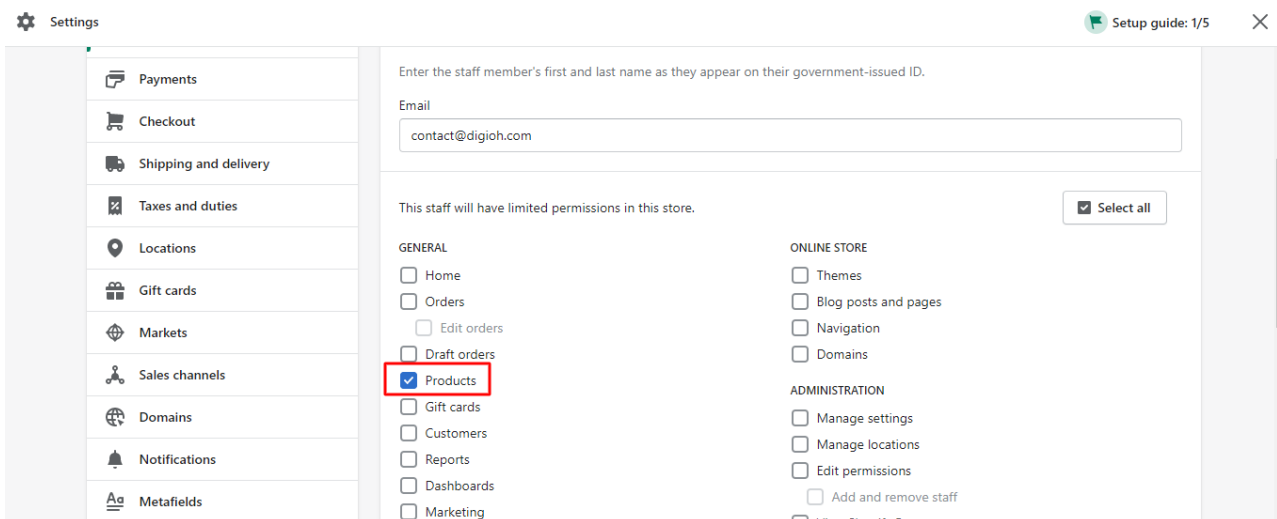 Settings
Setup guide: 1/5
Payments
Checkout
Shipping and delivery
Taxes and duties
Locations
Gift cards
Markets
Sales channels
Domains
Notifications
Metafields
Enter the staff member's first and last name as they appear on their government-issued ID.
Email
contact@digioh.com
This staff will have limited permissions in this store.
Select all
GENERAL
Home
Orders
Edit orders
Draft orders
Products
Gift cards
Customers
Reports
Dashboards
Marketing
ONLINE STORE
Themes
Blog posts and pages
Navigation
Domains
ADMINISTRATION
Manage settings
Manage locations
Edit permissions
Add and remove staff